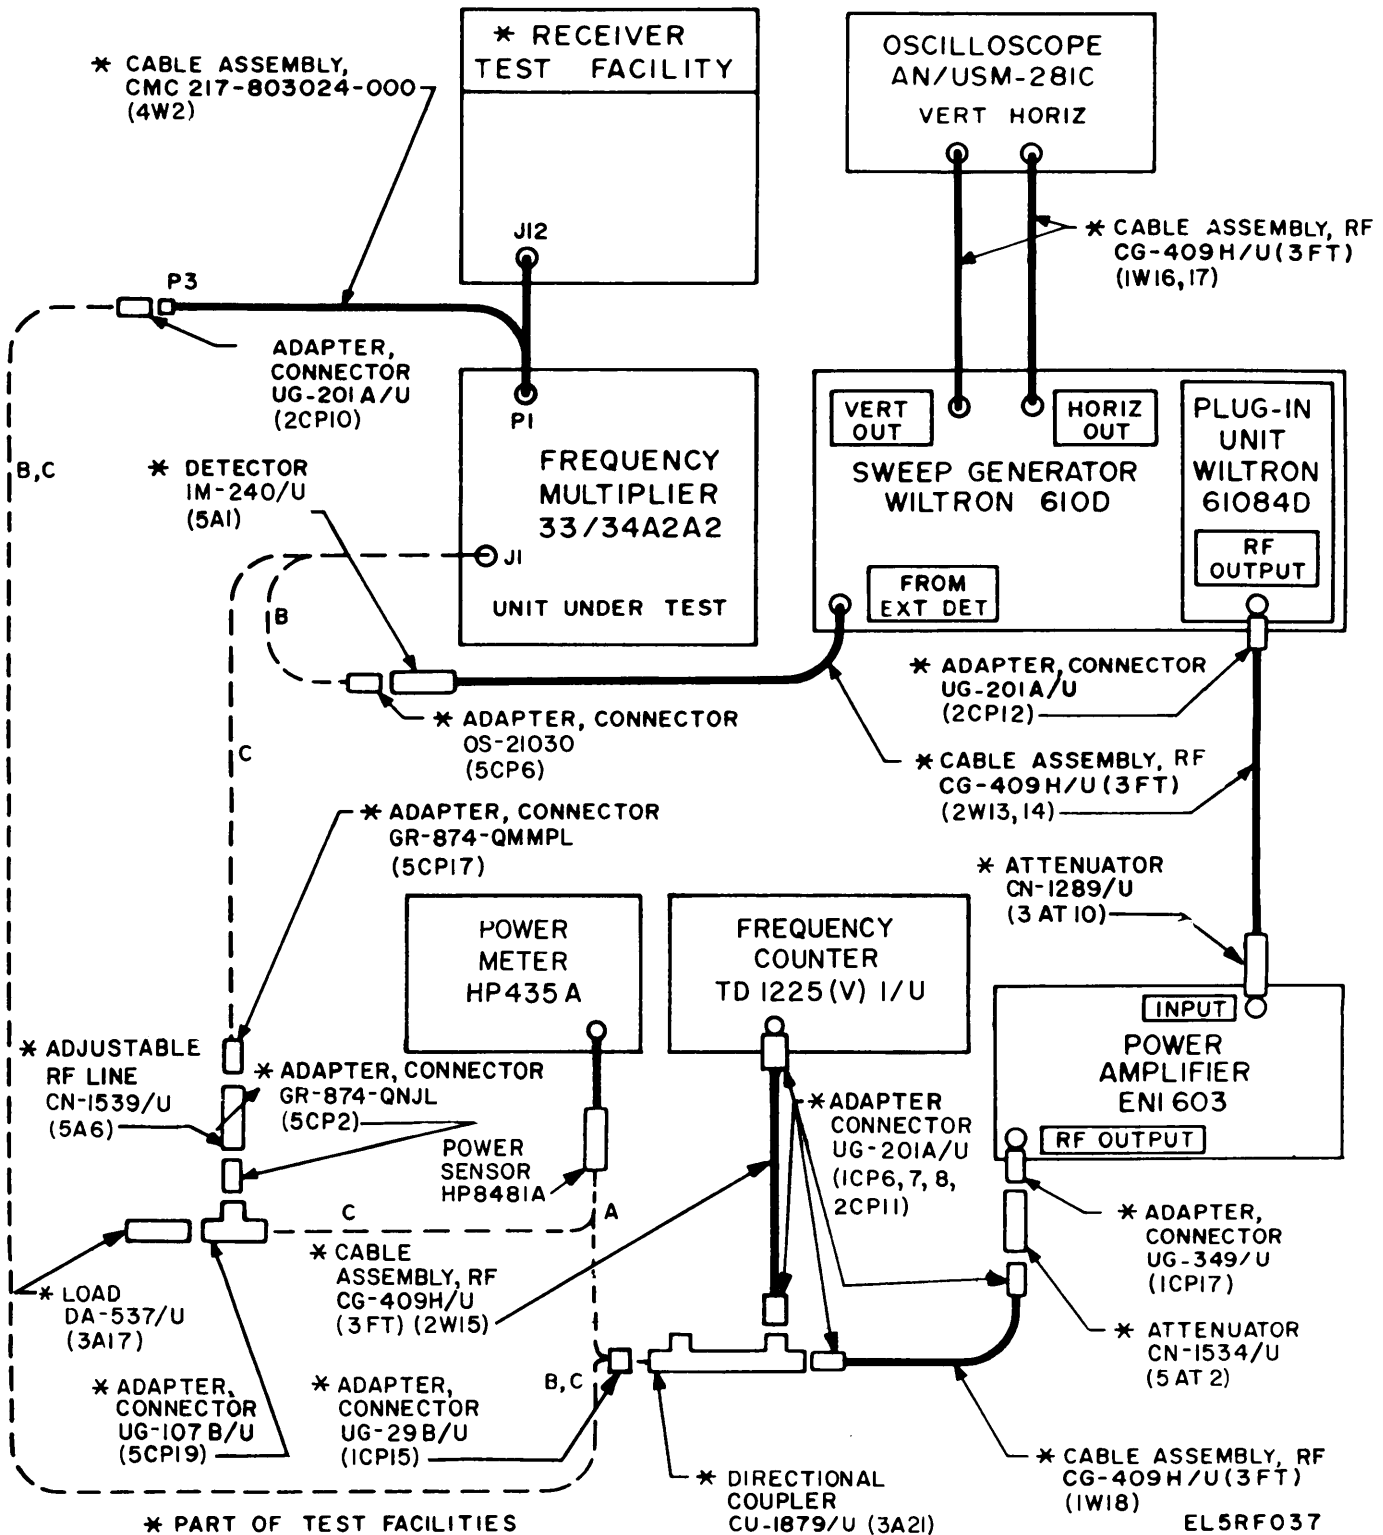 * RECEIVER
TEST FACILITY
OSCILLOSCOPE
AN/USM-281C
VERT HORIZ
* CABLE ASSEMBLY,
CMC 217-803024-000
(4W2)
J12
* CABLE ASSEMBLY, RF
CG-409H/U (3FT)
(1W16,17)
P3
ADAPTER,
CONNECTOR
UG-201A/U
(2CP10)
P1
VERT
OUT
HORIZ
OUT
PLUG-IN
UNIT
WILTRON
61084D
RF
OUTPUT
SWEEP GENERATOR
WILTRON 610D
FROM
EXT DET
B,C
* DETECTOR
IM-240/U
(5A1)
FREQUENCY
MULTIPLIER
33/34A2A2
J1
UNIT UNDER TEST
B
* ADAPTER, CONNECTOR
UG-201A/U
(2CP12)
* ADAPTER, CONNECTOR
OS-21030
(5CP6)
C
* CABLE ASSEMBLY, RF
CG-409H/U (3FT)
(2W13,14)
* ADAPTER, CONNECTOR
GR-874-QMMPL
(5CP17)
* ATTENUATOR
CN-1289/U
(3AT10)
POWER
METER
HP435A
FREQUENCY
COUNTER
TD 1225(V) 1/U
INPUT
POWER
AMPLIFIER
ENI 603
RF OUTPUT
* ADJUSTABLE
RF LINE
CN-1539/U
(5A6)
* ADAPTER, CONNECTOR
GR-874-QNJL
(5CP2)
POWER
SENSOR
HP8481A
* ADAPTER
CONNECTOR
UG-201A/U
(1CP6,7,8,
2CP11)
C
A
* ADAPTER,
CONNECTOR
UG-349/U
(1CP17)
* CABLE
ASSEMBLY, RF
CG-409H/U
(3FT) (2W15)
* LOAD
DA-537/U
(3A17)
* ATTENUATOR
CN-1534/U
(5AT2)
B,C
* ADAPTER,
CONNECTOR
UG-107B/U
(5CP19)
* ADAPTER,
CONNECTOR
UG-29B/U
(1CP15)
* DIRECTIONAL
COUPLER
CU-1879/U (3A21)
* CABLE ASSEMBLY, RF
CG-409H/U (3FT)
(1W18)
* PART OF TEST FACILITIES
EL5RF037